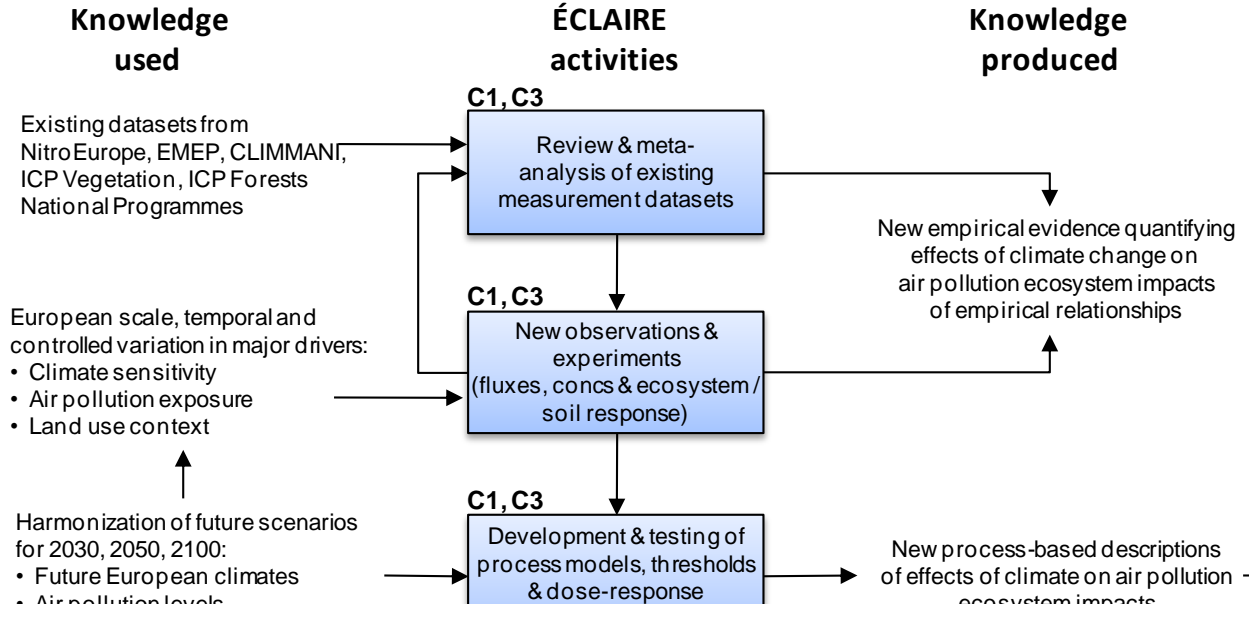 Knowledge
used
ÉCLAIRE
activities
Knowledge
produced
C1, C3
Existing datasets from
NitroEurope, EMEP, CLIMMANI,
ICP Vegetation, ICP Forests
National Programmes
Review & meta-
analysis of existing
measurement datasets
New empirical evidence quantifying
effects of climate change on
air pollution ecosystem impacts
of empirical relationships
C1, C3
European scale, temporal and
controlled variation in major drivers:
• Climate sensitivity
• Air pollution exposure
• Land use context
New observations &
experiments
(fluxes, concs & ecosystem /
soil response)
C1, C3
Harmonization of future scenarios
for 2030, 2050, 2100:
• Future European climates
• Air pollution levels
Development & testing of
process models, thresholds
& dose-response
New process-based descriptions
of effects of climate on air pollution
ecosystem impacts